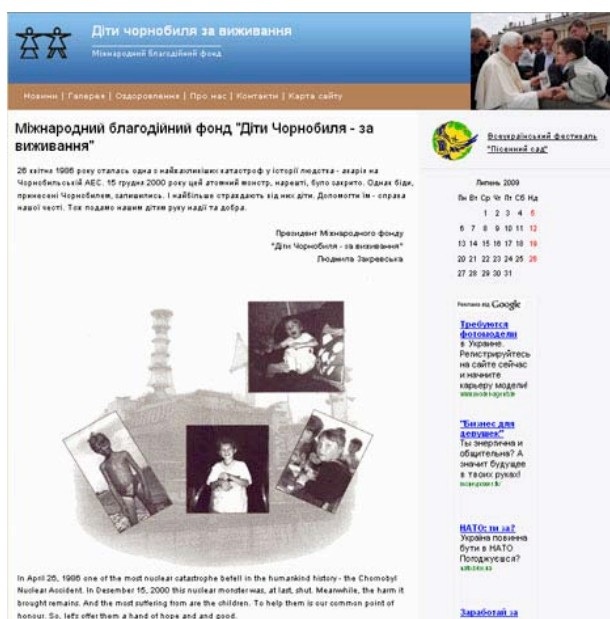 Діти чорнобиля за виживання
Міжнародний Благодійний фонд
Новини | Галерея | Оздоровлення | Про нас | Контакти | Карта сайту
Міжнародний благодійний фонд "Діти Чорнобиля - за
виживання"
26 квітня 1986 року сталась одна з найважливіших катастроф у історії людства - аварія на
Чорнобильській АЕС. 15 грудня 2000 року цей атомний монстр, нарешті, було закрито. Однак біди,
принесені Чорнобилем, залишились. І найбільше страждають від них діти. Допомогти їм - справа
нашої честі. Тож подамо нашим дітям руку надії та добра.
Президент Міжнародного фонду
"Діти Чорнобиля - за виживання"
Людмила Закревська
In April 26, 1986 one of the most nuclear catastrophe befell in the humankind history - the Chornobyl
Nuclear Accident. In Desember 15, 2000 this nuclear monster was, at last, shut. Meanwhile, the harm it
brought remains. And the most suffering from are the children. To help them is our common point of
honour. So, let's offer them a hand of hope and and good.
Всеукраїнський фестиваль
"Пісенний сад"
Липень 2009
Пн Вт Ср Чт Пт Сб Нд
1 2 3 4 5
6 7 8 9 10 11 12
13 14 15 16 17 18 19
20 21 22 23 24 25 26
27 28 29 30 31
Реклама від Google
Требуются
фотомодели
в Украине.
Регистрируйтесь
на сайте сейчас
и начните
карьеру модели!
"Бизнес для
девушек"
Ты энергична и
общительна? А
значит будущее
в твоих руках!
НАТО: ти за?
Україна повинна
бути в НАТО
Погоджуєшся?
Заработай за